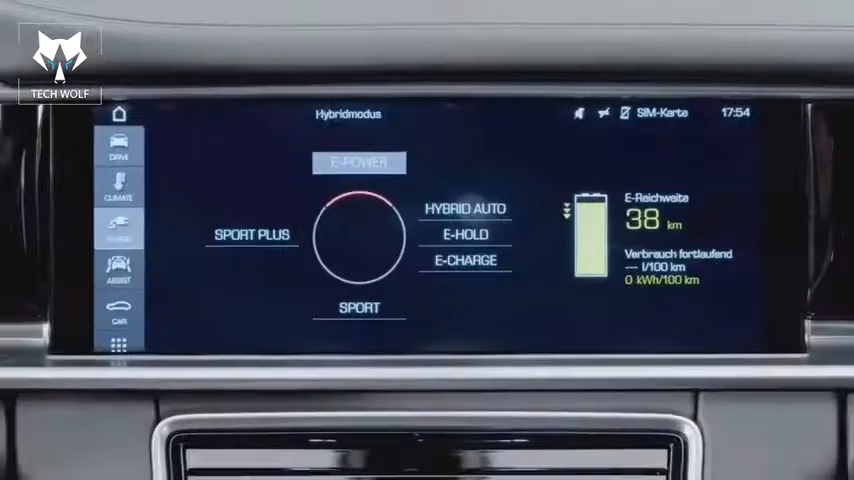 TECH WOLF
Hybridmodus
SIM-Karte
17:54
DRIVE
CLIMATE
ASSIST
CAR
E-POWER
SPORT PLUS
HYBRID AUTO
E-HOLD
E-CHARGE
SPORT
E-Reichweite
38 km
Verbrauch fortlaufend
--- l/100 km
0 kWh/100 km